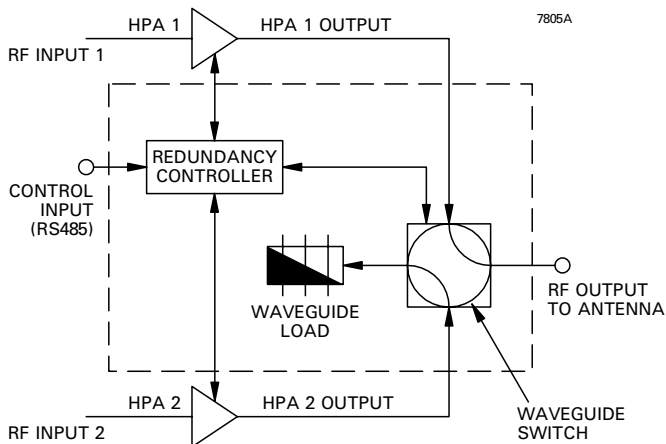 7805A
HPA 1
HPA 1 OUTPUT
RF INPUT 1
REDUNDANCY
CONTROLLER
CONTROL
INPUT
(RS485)
WAVEGUIDE
LOAD
RF OUTPUT
TO ANTENNA
HPA 2
HPA 2 OUTPUT
RF INPUT 2
WAVEGUIDE
SWITCH